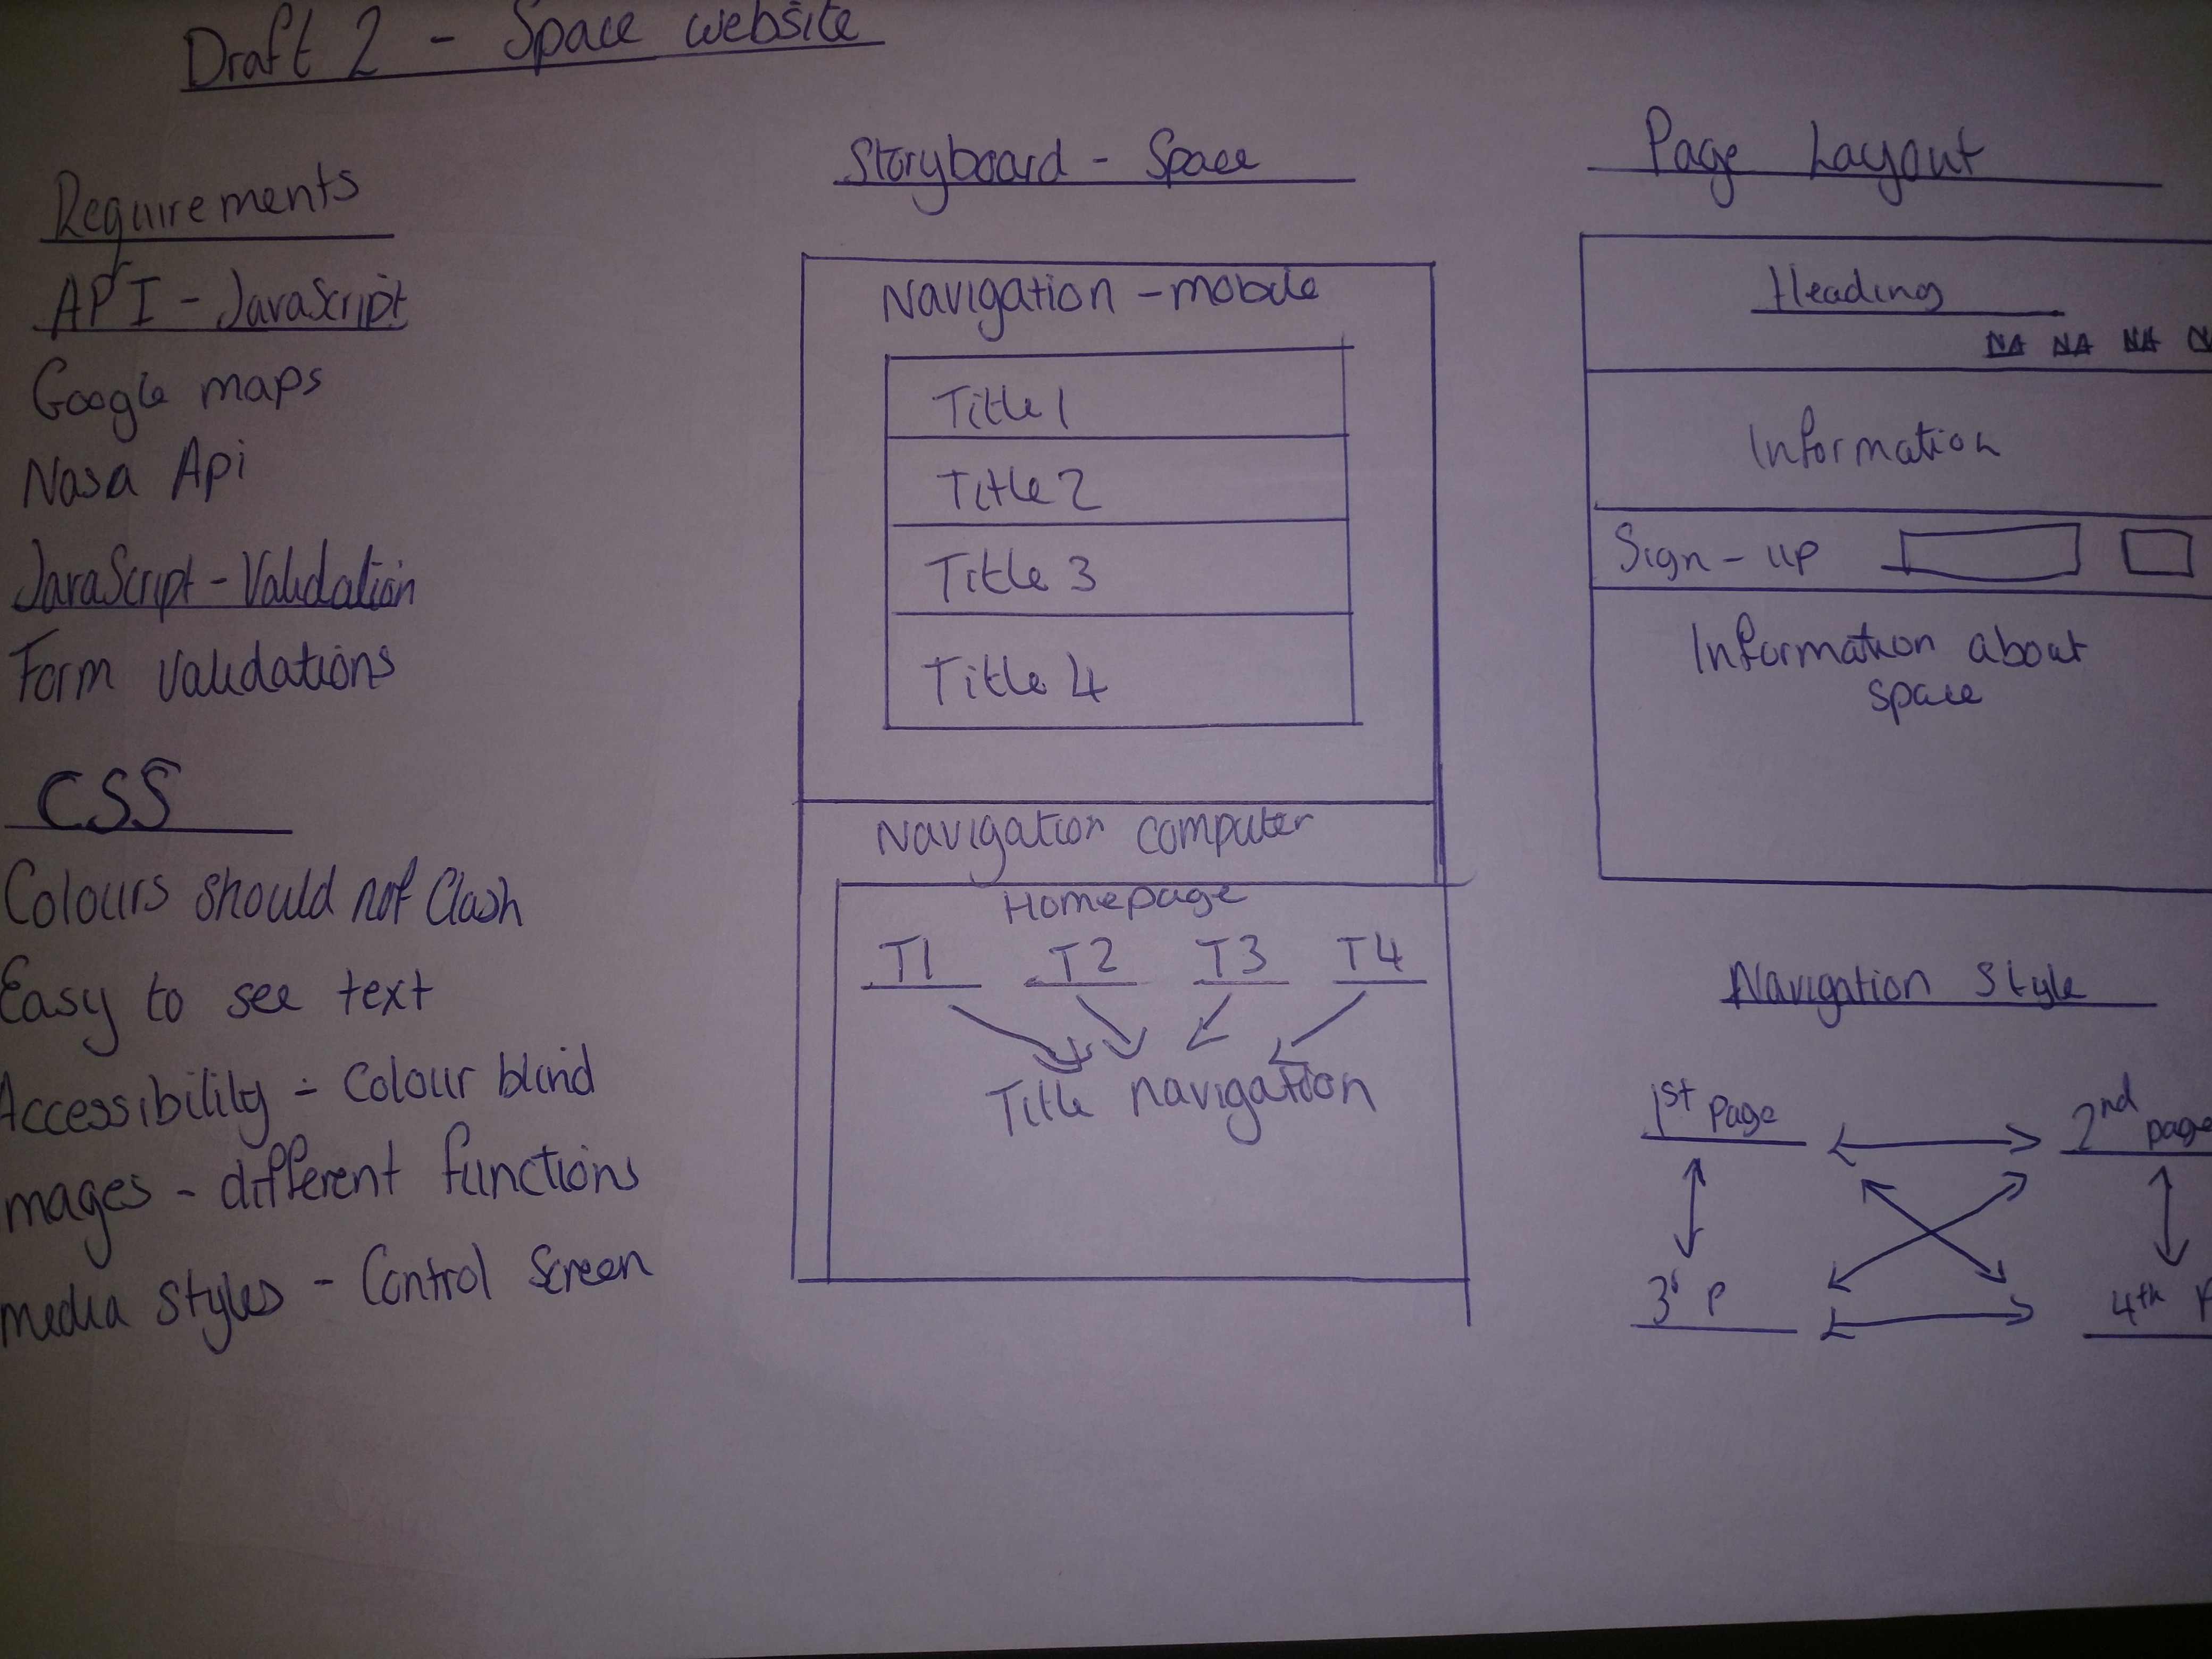 Draft 2 - Space website
Requirements
API - JavaScript
Google maps
Nasa Api
JavaScript - Validation
Form validations
CSS
Colours should not Clash
Easy to see text
Accessibility - Colour blind
mages - different functions
media styles - Control Screen
Storyboard - Space
Navigation - mobile
Title 1
Title 2
Title 3
Title 4
Navigation computer
Homepage
T1 T2 T3 T4
Title navigation
Page Layout
Heading
NA NA NA
Information
Sign-up
Information about
space
Navigation Style
1st Page 2nd page
3 P 4th P